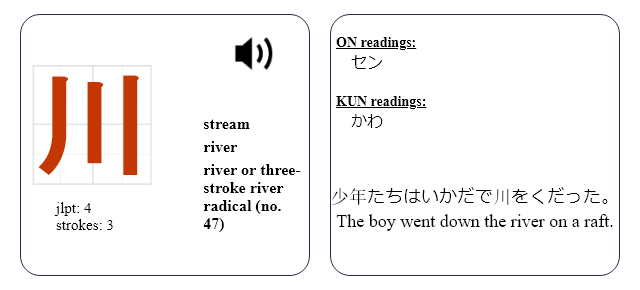 川
stream
river
river or three-
stroke river
radical (no.
47)
jlpt: 4
strokes: 3
ON readings:
セン
KUN readings:
かわ
少年たちはいかだで川をくだった。
The boy went down the river on a raft.